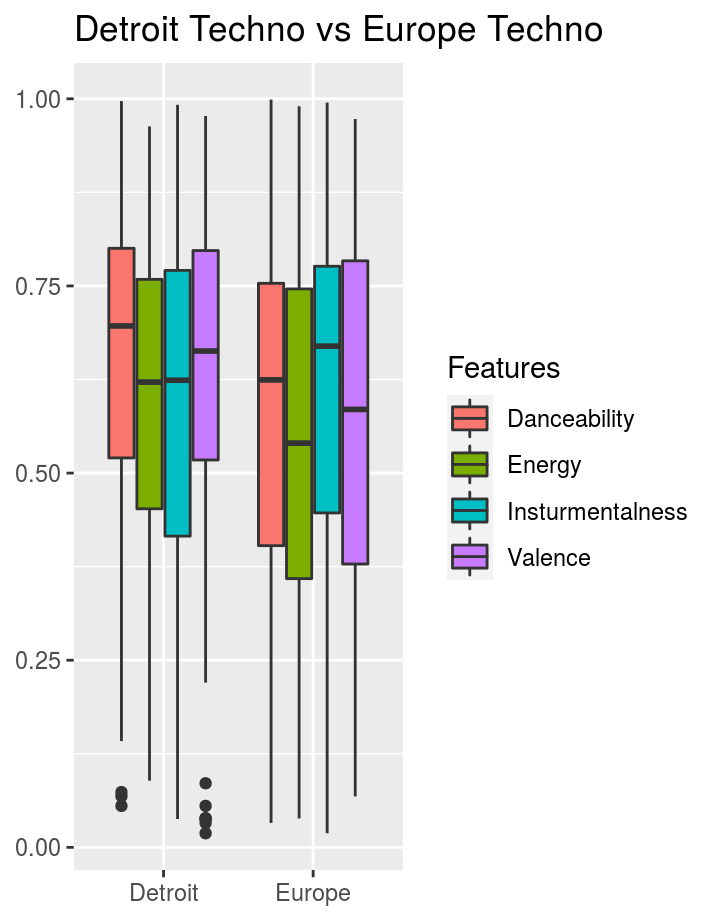 Detroit Techno vs Europe Techno
1.00
0.75
0.50
0.25
0.00
Detroit Europe
Features
Danceability
Energy
Insturmentalness
Valence